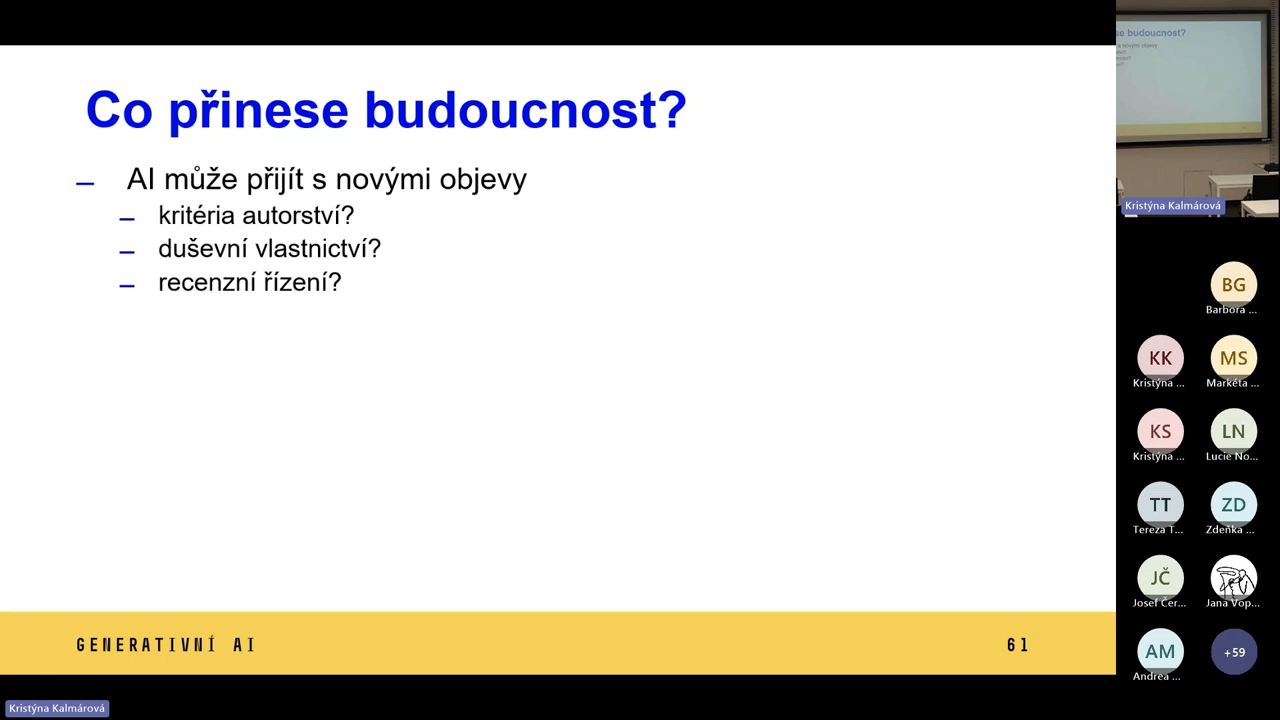 Co přinese budoucnost?
– AI může přijít s novými objevy
– kritéria autorství?
– duševní vlastnictví?
– recenzní řízení?
GENERATIVNÍ AI
61
Kristýna Kalmárová
se budoucnost?
Kristýna Kalmárová
BG
Barbora ...
KK
Kristýna ...
MS
Markéta ...
KS
Kristýna ...
LN
Lucie No...
TT
Tereza T...
ZD
Zdeňka ...
JČ
Josef Čer...
Jana Vop...
AM
Andrea ...
+59